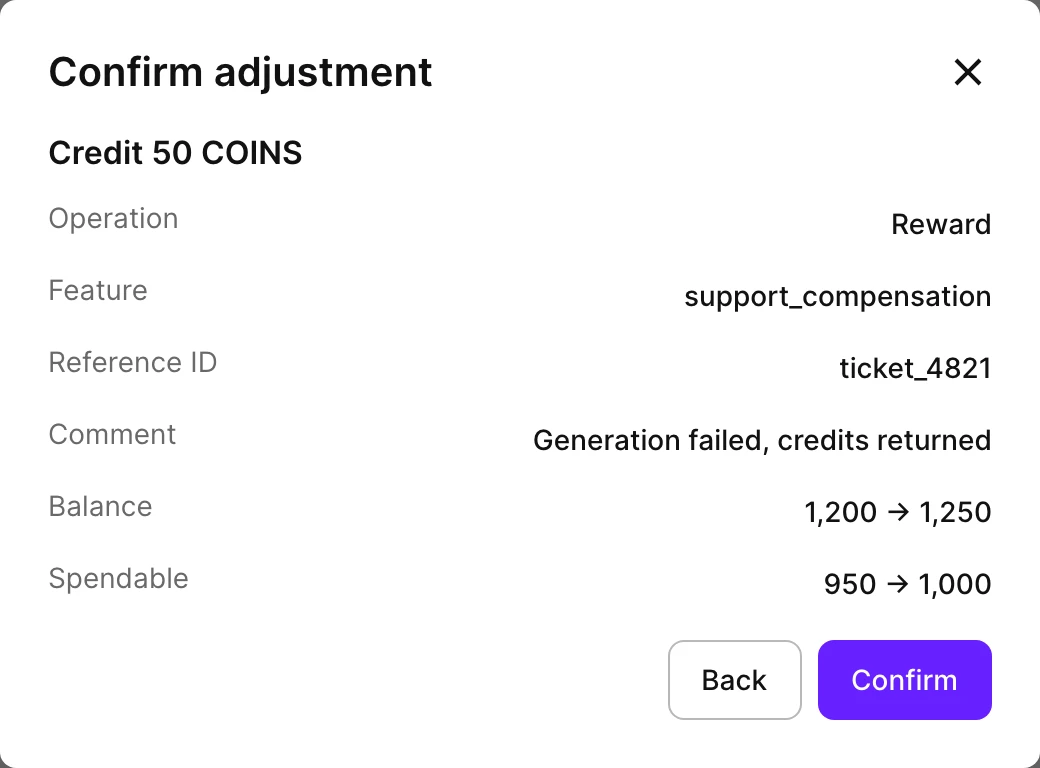 Confirm adjustment
Credit 50 COINS
Operation Reward
Feature support_compensation
Reference ID ticket_4821
Comment Generation failed, credits returned
Balance 1,200 → 1,250
Spendable 950 → 1,000
Back Confirm